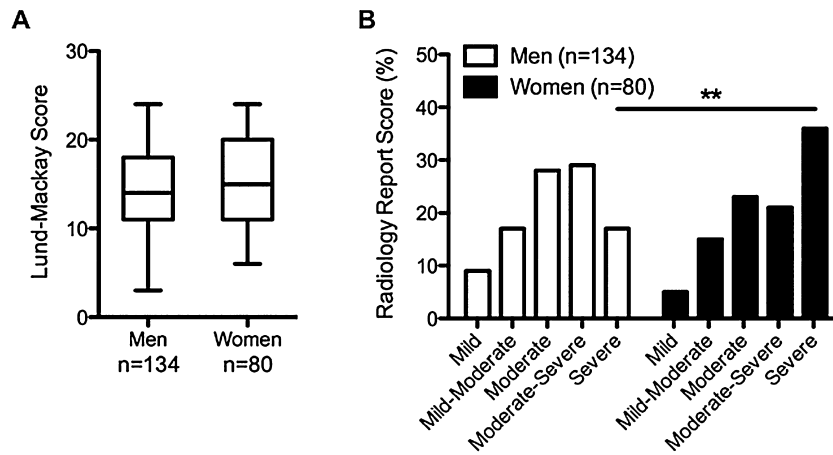 A
Lund-Mackay Score
30
20
10
0
Men
n=134
Women
n=80
B
Radiology Report Score (%)
50
40
30
20
10
0
Men (n=134)
Women (n=80)
**
Mild
Mild-Moderate
Moderate
Moderate-Severe
Severe
Mild
Mild-Moderate
Moderate
Moderate-Severe
Severe